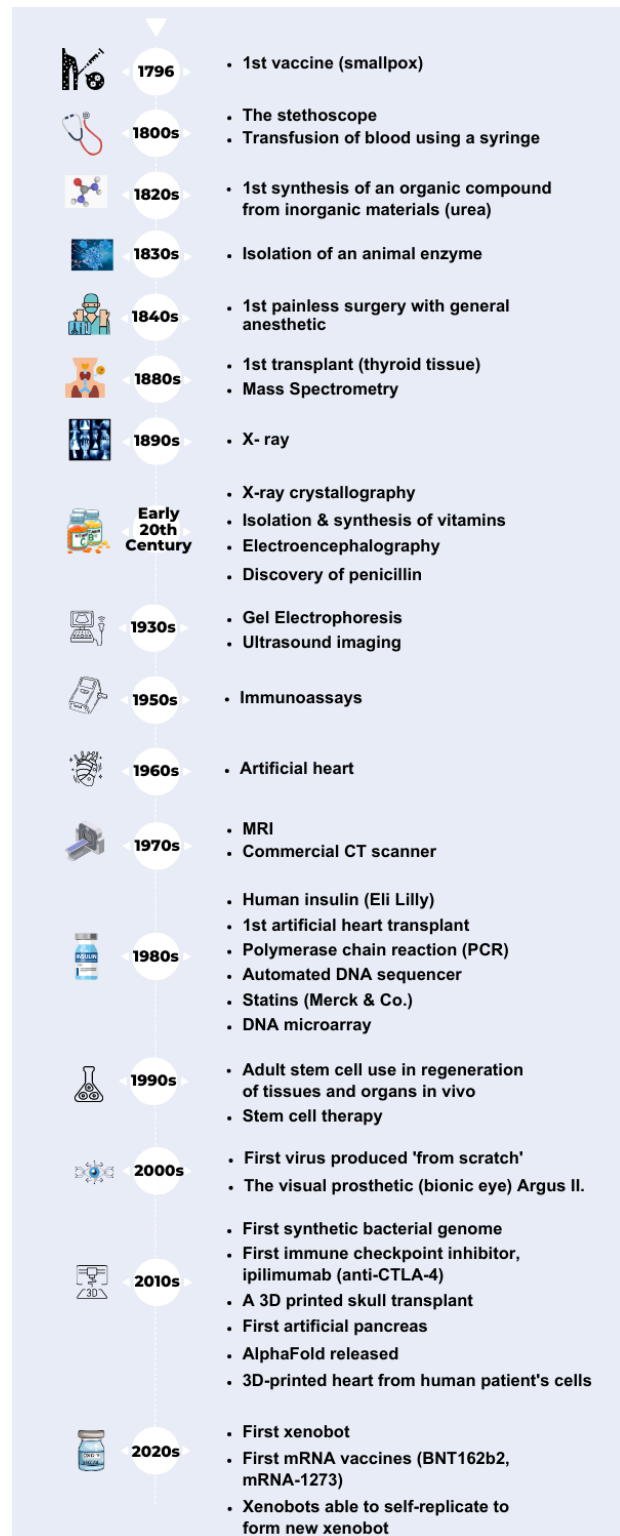 1796
1st vaccine (smallpox)
1800s
The stethoscope
Transfusion of blood using a syringe
1820s
1st synthesis of an organic compound
from inorganic materials (urea)
1830s
Isolation of an animal enzyme
1840s
1st painless surgery with general
anesthetic
1880s
1st transplant (thyroid tissue)
Mass Spectrometry
1890s
X- ray
Early
20th
Century
X-ray crystallography
Isolation & synthesis of vitamins
Electroencephalography
Discovery of penicillin
1930s
Gel Electrophoresis
Ultrasound imaging
1950s
Immunoassays
1960s
Artificial heart
1970s
MRI
Commercial CT scanner
INSULIN
1980s
Human insulin (Eli Lilly)
1st artificial heart transplant
Polymerase chain reaction (PCR)
Automated DNA sequencer
Statins (Merck & Co.)
DNA microarray
1990s
Adult stem cell use in regeneration
of tissues and organs in vivo
Stem cell therapy
2000s
First virus produced 'from scratch'
The visual prosthetic (bionic eye) Argus II.
3D
2010s
First synthetic bacterial genome
First immune checkpoint inhibitor,
ipilimumab (anti-CTLA-4)
A 3D printed skull transplant
First artificial pancreas
AlphaFold released
3D-printed heart from human patient's cells
2020s
First xenobot
First mRNA vaccines (BNT162b2,
mRNA-1273)
Xenobots able to self-replicate to
form new xenobot